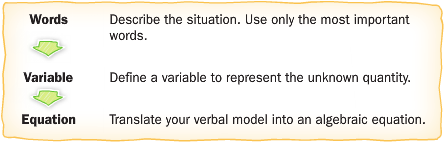 Words Describe the situation. Use only the most important
words.
Variable Define a variable to represent the unknown quantity.
Equation Translate your verbal model into an algebraic equation.